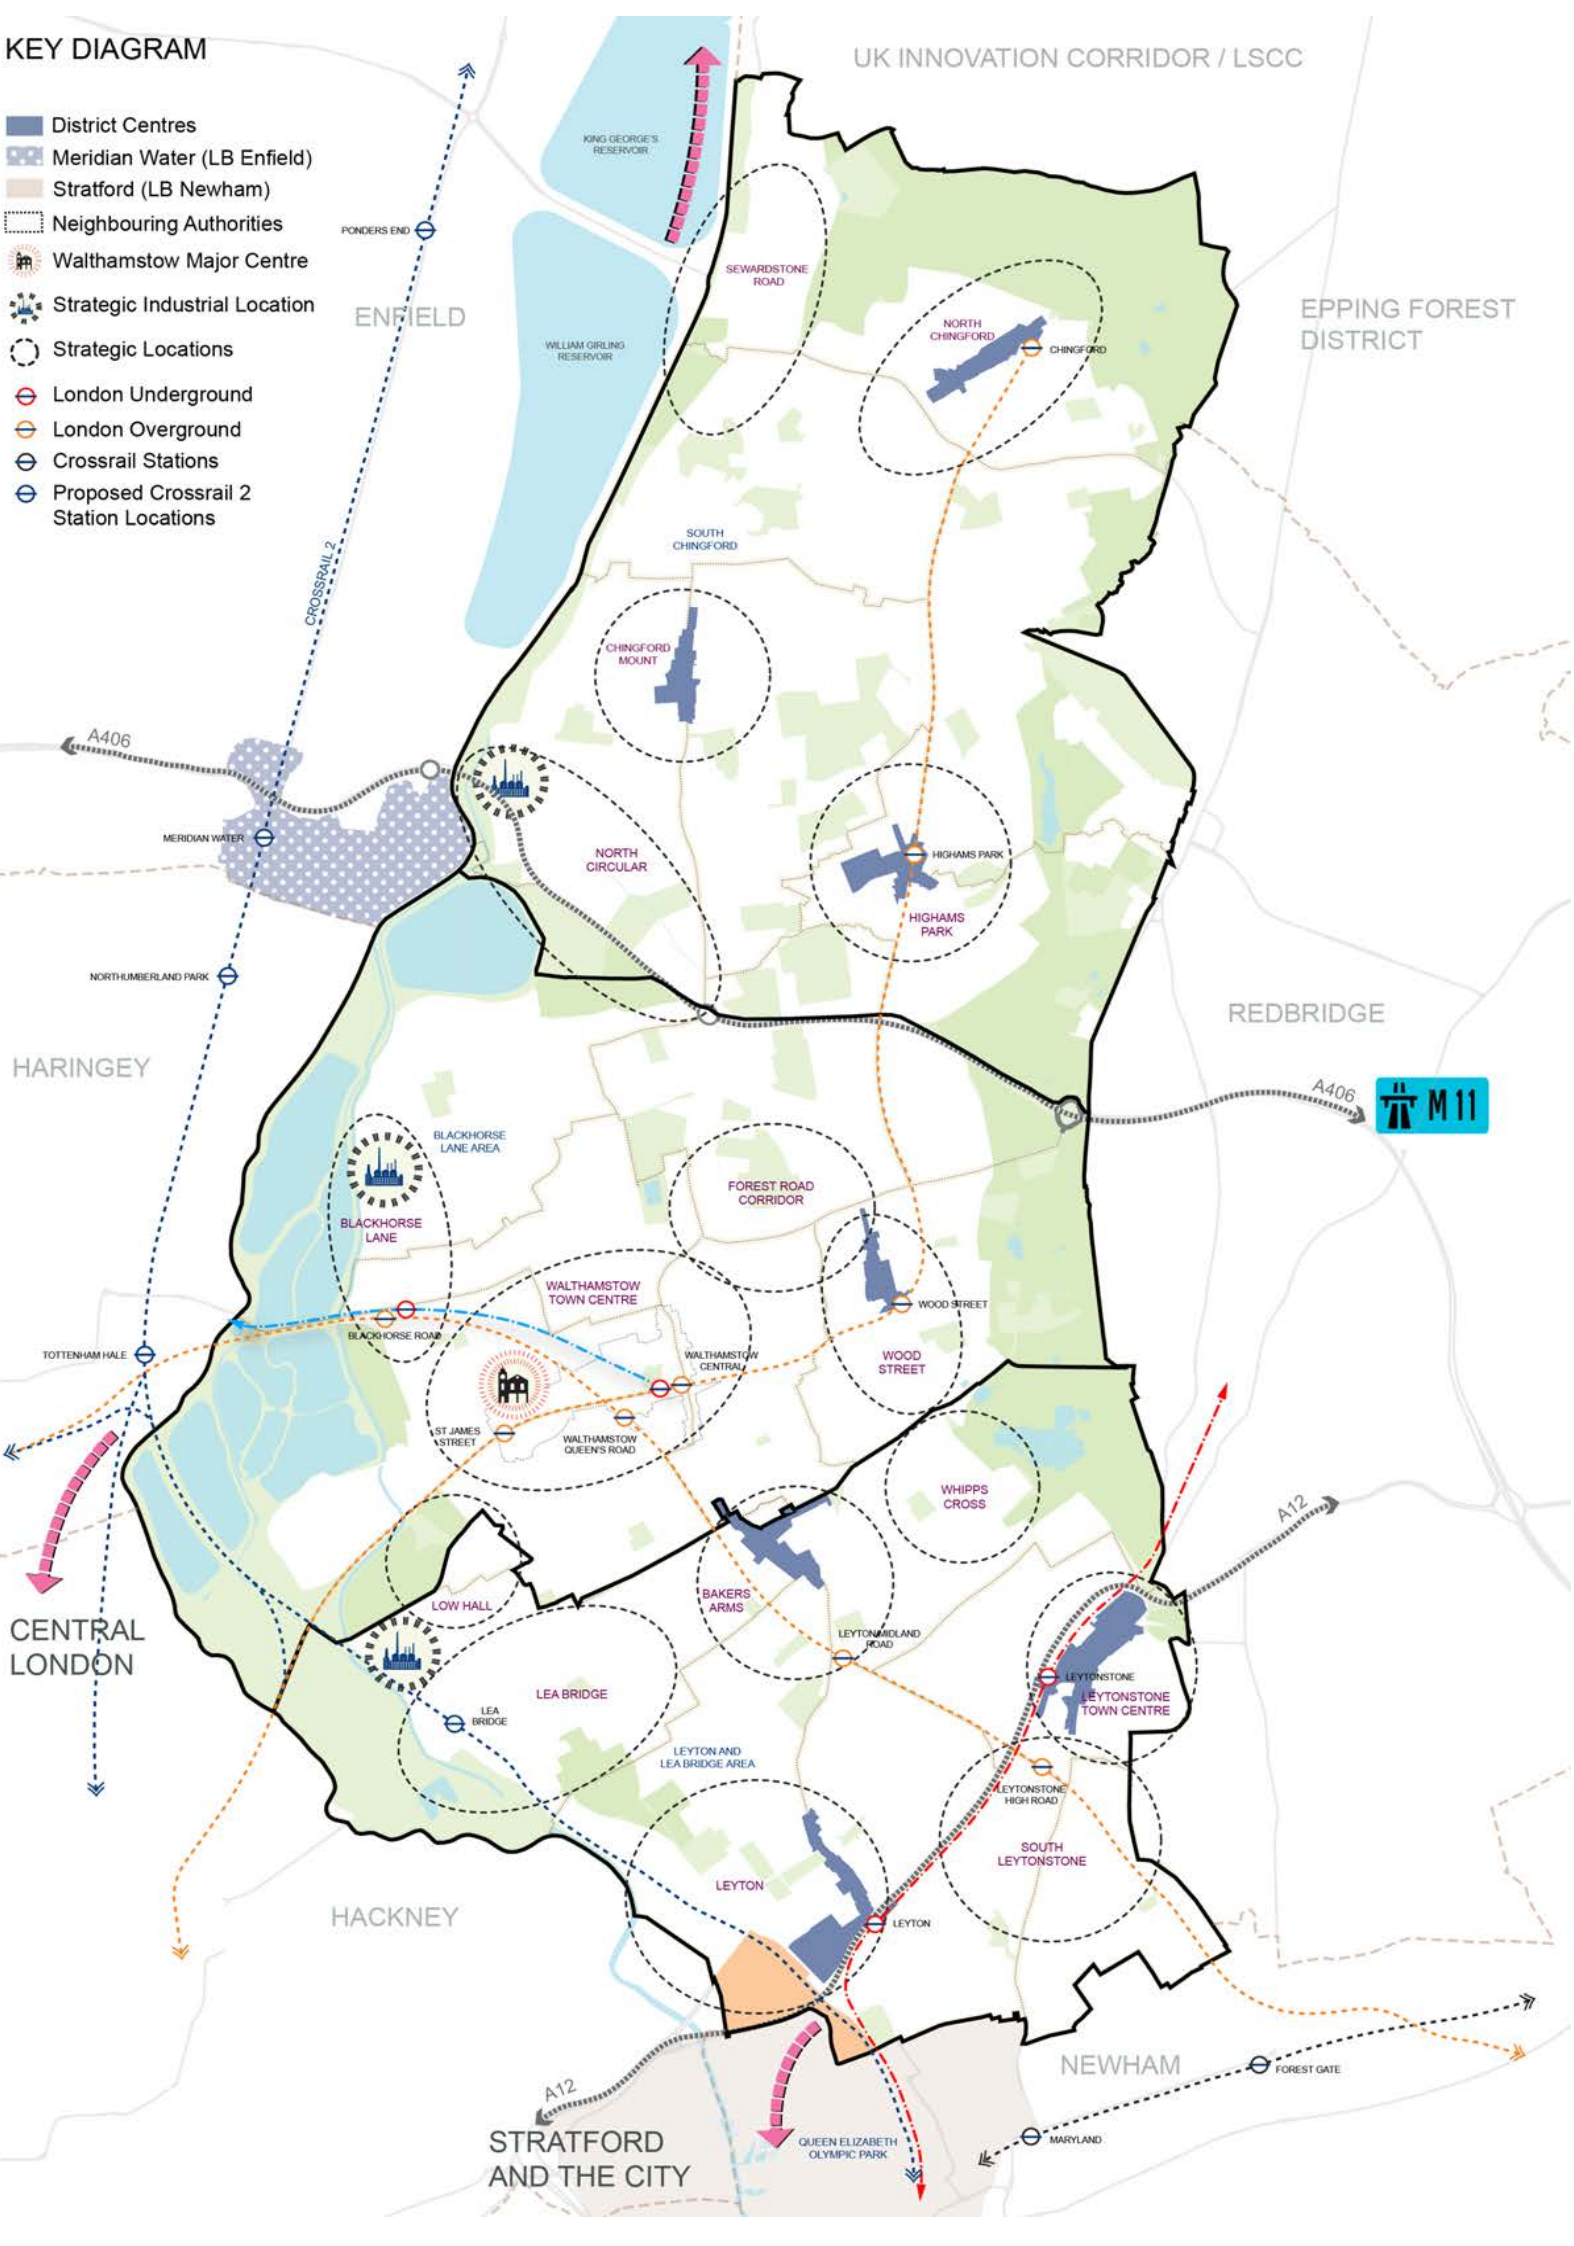 KEY DIAGRAM
District Centres
Meridian Water (LB Enfield)
Stratford (LB Newham)
Neighbouring Authorities
Walthamstow Major Centre
Strategic Industrial Location
Strategic Locations
London Underground
London Overground
Crossrail Stations
Proposed Crossrail 2
Station Locations
UK INNOVATION CORRIDOR / LSCC
KING GEORGE'S
RESERVOIR
PONDERS END
ENFIELD
SEWARDSTONE
ROAD
WILLIAM GIRLING
RESERVOIR
NORTH
CHINGFORD
CHINGFORD
EPPING FOREST
DISTRICT
SOUTH
CHINGFORD
CROSSRAIL 2
CHINGFORD
MOUNT
A406
MERIDIAN WATER
NORTH
CIRCULAR
HIGHAMS PARK
HIGHAMS
PARK
NORTHUMBERLAND PARK
REDBRIDGE
HARINGEY
A406
M11
BLACKHORSE
LANE AREA
BLACKHORSE
LANE
FOREST ROAD
CORRIDOR
WALTHAMSTOW
TOWN CENTRE
WOOD STREET
BLACKHORSE ROAD
TOTTENHAM HALE
WALTHAMSTOW
CENTRAL
WOOD
STREET
ST JAMES
STREET
WALTHAMSTOW
QUEEN'S ROAD
WHIPPS
CROSS
A12
CENTRAL
LONDON
LOW HALL
BAKERS
ARMS
LEYTON MIDLAND
ROAD
LEYTONSTONE
LEYTONSTONE
TOWN CENTRE
LEA BRIDGE
LEA
BRIDGE
LEYTON AND
LEA BRIDGE AREA
LEYTONSTONE
HIGH ROAD
SOUTH
LEYTONSTONE
LEYTON
HACKNEY
LEYTON
NEWHAM
FOREST GATE
A12
MARYLAND
STRATFORD
AND THE CITY
QUEEN ELIZABETH
OLYMPIC PARK